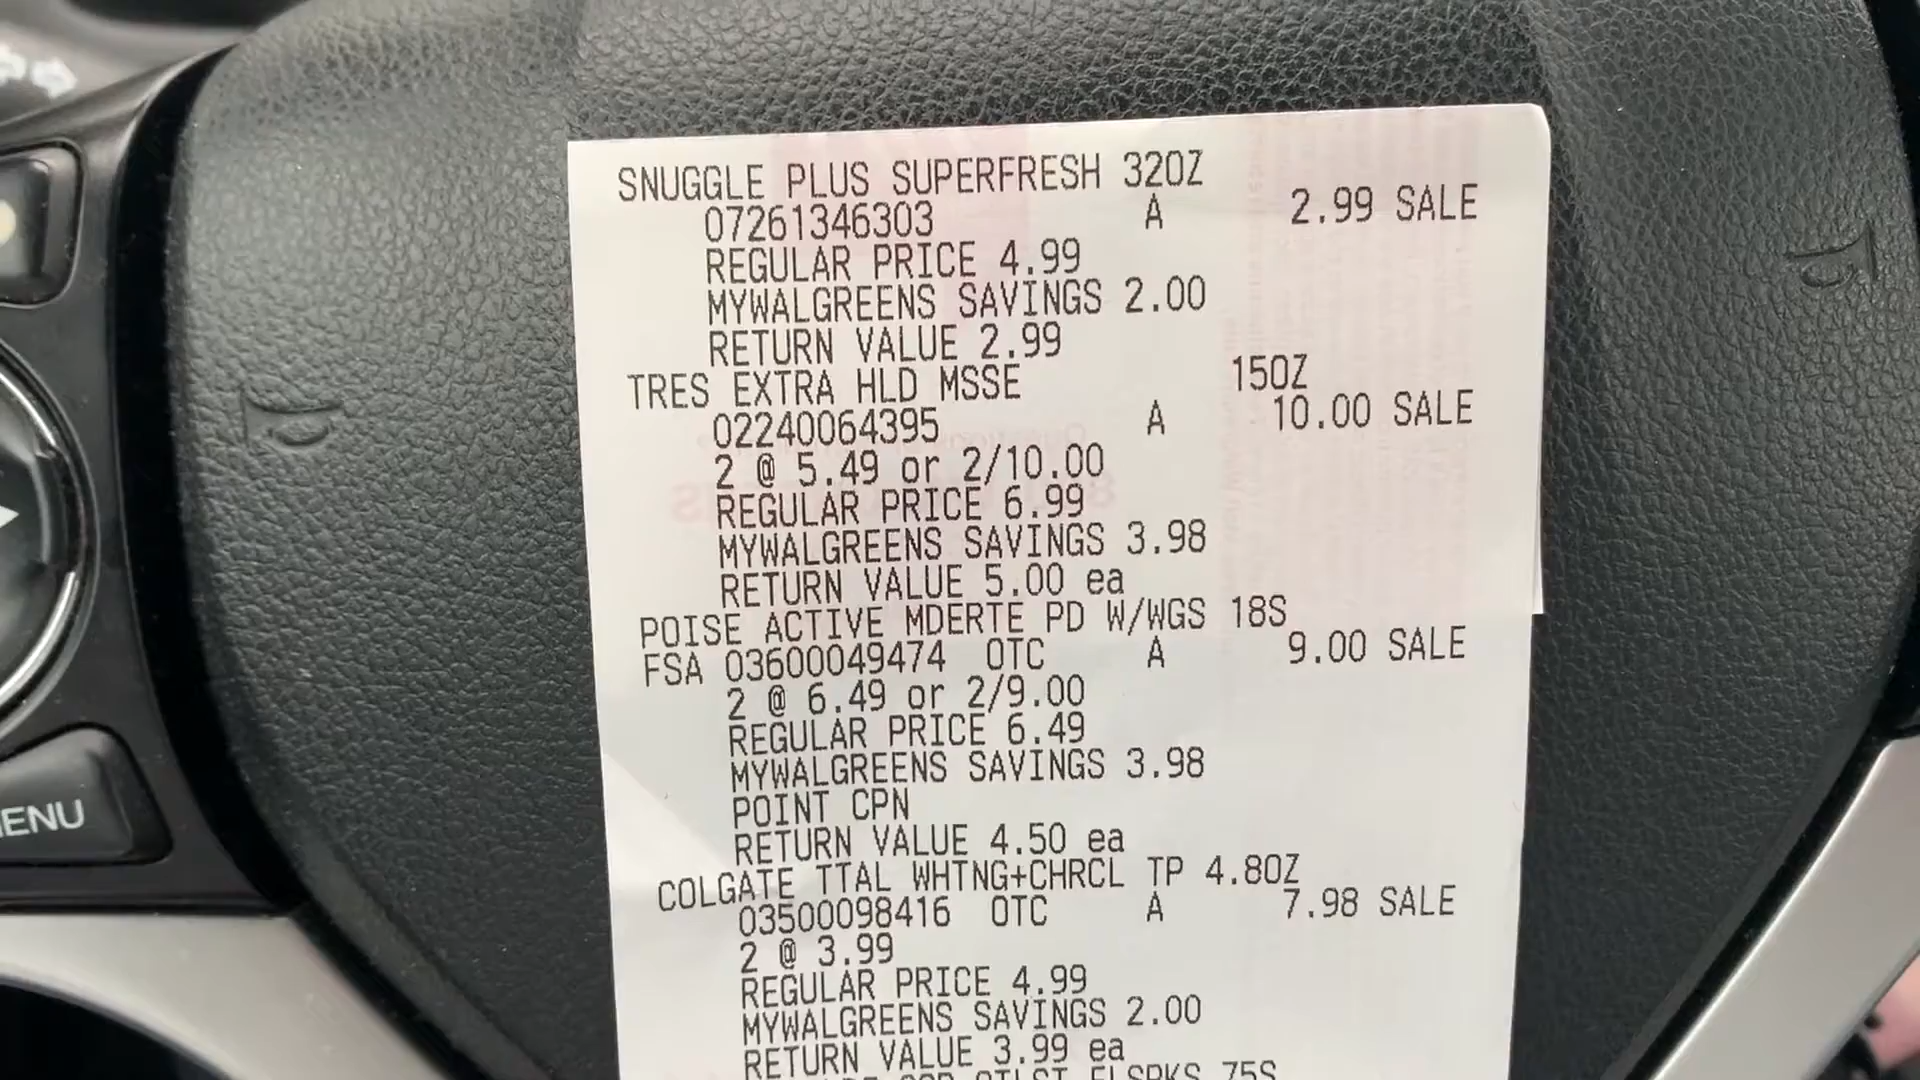 SNUGGLE PLUS SUPERFRESH 32OZ
07261346303 A 2.99 SALE
REGULAR PRICE 4.99
MYWALGREENS SAVINGS 2.00
RETURN VALUE 2.99
TRES EXTRA HLD MSSE 15OZ
02240064395 A 10.00 SALE
2 @ 5.49 or 2/10.00
REGULAR PRICE 6.99
MYWALGREENS SAVINGS 3.98
RETURN VALUE 5.00 ea
POISE ACTIVE MDERTE PD W/WGS 18S
FSA 03600049474 OTC A 9.00 SALE
2 @ 6.49 or 2/9.00
REGULAR PRICE 6.49
MYWALGREENS SAVINGS 3.98
POINT CPN
RETURN VALUE 4.50 ea
COLGATE TTAL WHTNG+CHRCL TP 4.8OZ
03500098416 OTC A 7.98 SALE
2 @ 3.99
REGULAR PRICE 4.99
MYWALGREENS SAVINGS 2.00
RETURN VALUE 3.99 ea
75S